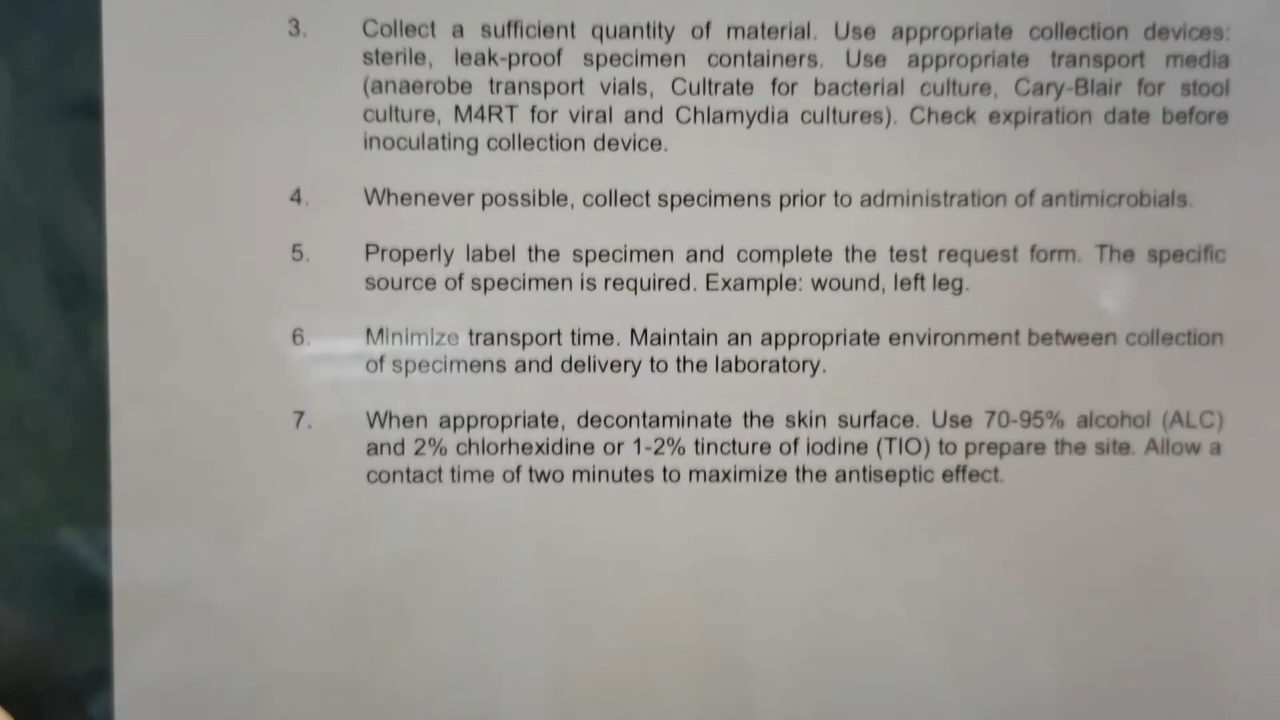 3. Collect a sufficient quantity of material. Use appropriate collection devices:
sterile, leak-proof specimen containers. Use appropriate transport media
(anaerobe transport vials, Cultrate for bacterial culture, Cary-Blair for stool
culture, M4RT for viral and Chlamydia cultures). Check expiration date before
inoculating collection device.
4. Whenever possible, collect specimens prior to administration of antimicrobials.
5. Properly label the specimen and complete the test request form. The specific
source of specimen is required. Example: wound, left leg.
6. Minimize transport time. Maintain an appropriate environment between collection
of specimens and delivery to the laboratory.
7. When appropriate, decontaminate the skin surface. Use 70-95% alcohol (ALC)
and 2% chlorhexidine or 1-2% tincture of iodine (TIO) to prepare the site. Allow a
contact time of two minutes to maximize the antiseptic effect.